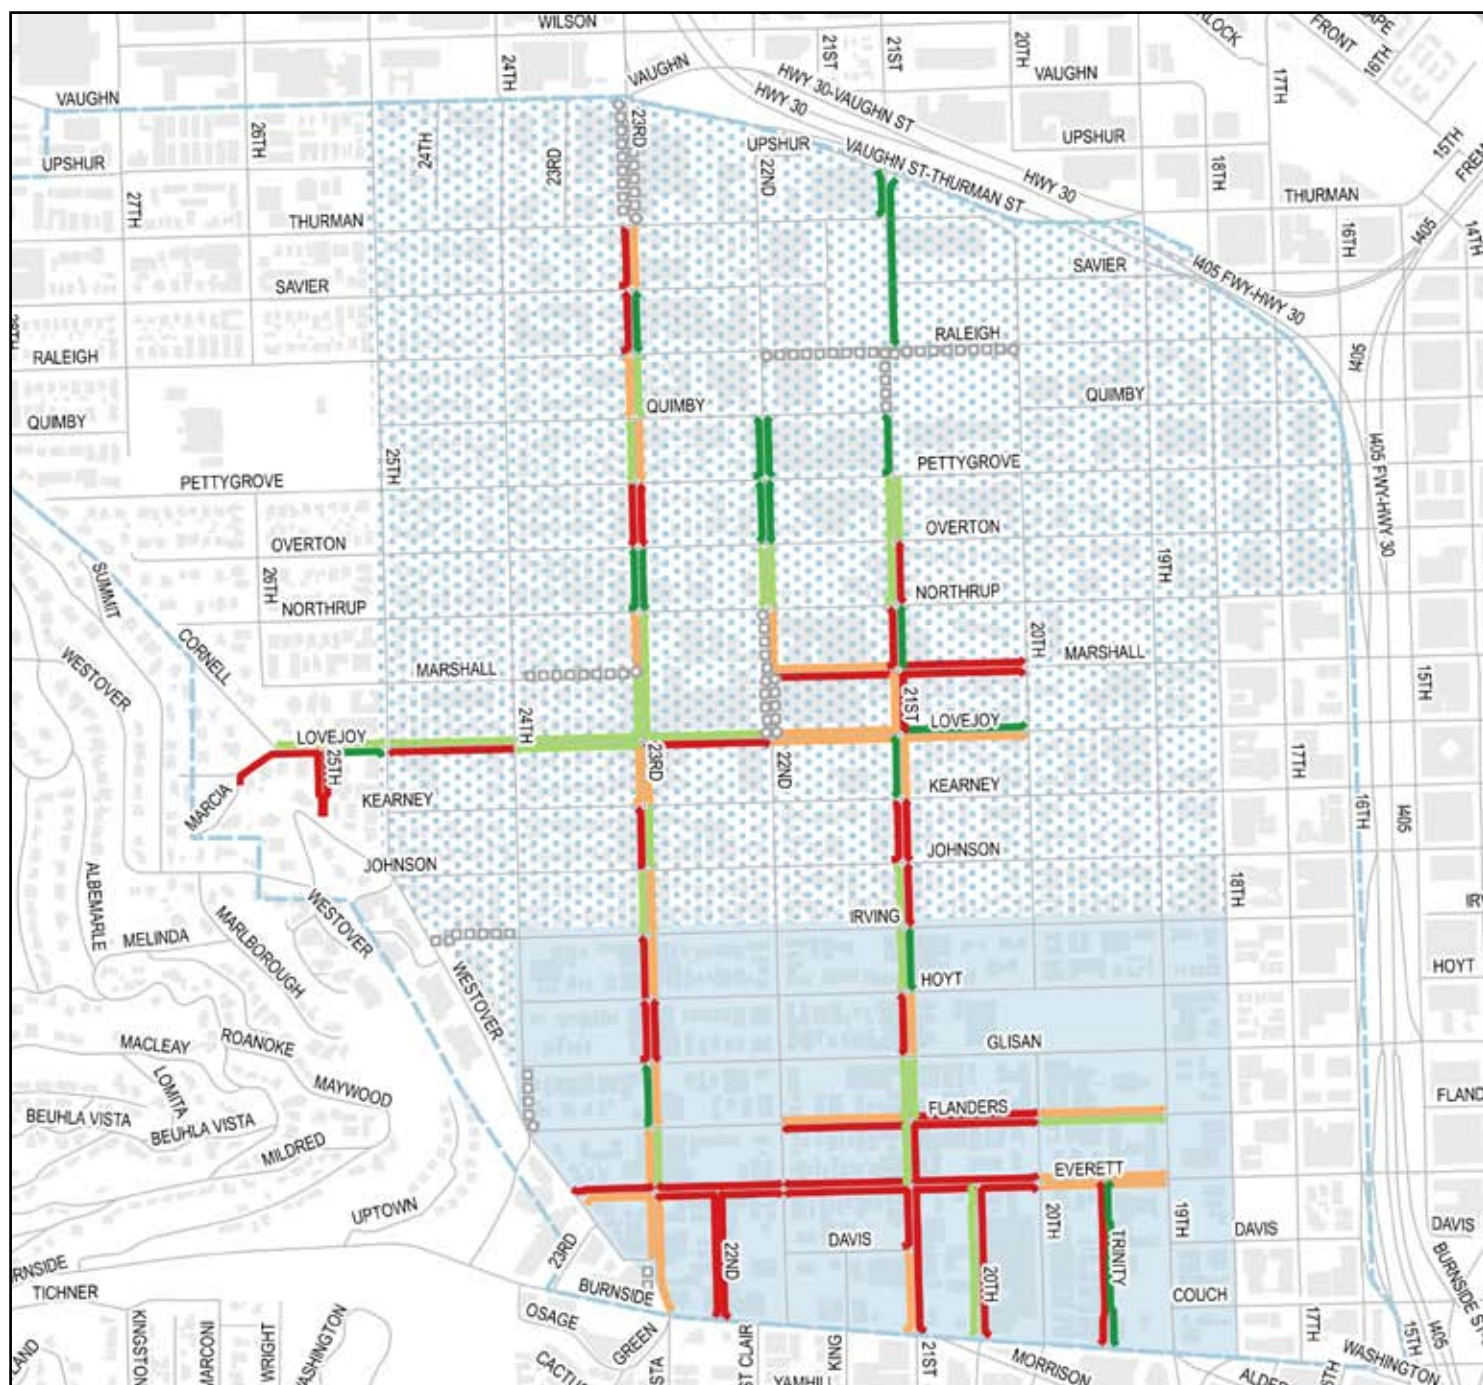 WILSON
VAUGHN
HWY 30-VAUGHN ST
HWY 30
21ST
21ST
20TH
VAUGHN
FRONT
16TH
17TH
24TH
VAUGHN
26TH
24TH
23RD
23RD
UPSHUR
22ND
VAUGHN ST-THURMAN ST
HWY 30
UPSHUR
18TH
15TH
UPSHUR
27TH
THURMAN
THURMAN
16TH
I405
14TH
SAVIER
SAVIER
I405 FWY-HWY 30
RALEIGH
RALEIGH
I405
QUIMBY
QUIMBY
QUIMBY
PETTYGROVE
25TH
PETTYGROVE
I405 FWY-HWY 30
OVERTON
OVERTON
SUMMIT
26TH
NORTHRUP
NORTHRUP
19TH
CORNELL
WESTOVER
MARSHALL
20TH
MARSHALL
15TH
LOVEJOY
24TH
21ST
LOVEJOY
25TH
23RD
22ND
17TH
MARCIA
KEARNEY
KEARNEY
16TH
I405
JOHNSON
JOHNSON
ALBEMARLE
WESTOVER
IRVING
18TH
MELINDA
MARLBOROUGH
WESTOVER
HOYT
HOYT
MACLEAY
ROANOKE
GLISAN
LOMITA
MAYWOOD
BEUHLA VISTA
BEUHLA VISTA
FLANDERS
MILDRED
EVERETT
UPTOWN
23RD
22ND
DAVIS
20TH
20TH
TRINITY
19TH
DAVIS
DAVIS
TICHNER
BURNSIDE
COUCH
KINGSTON
MARCONI
WRIGHT
OSAGE
GREEN
ST CLAIR
KING
21ST
MORRISON
17TH
15TH
I405
WASHINGTON
YAMHILL